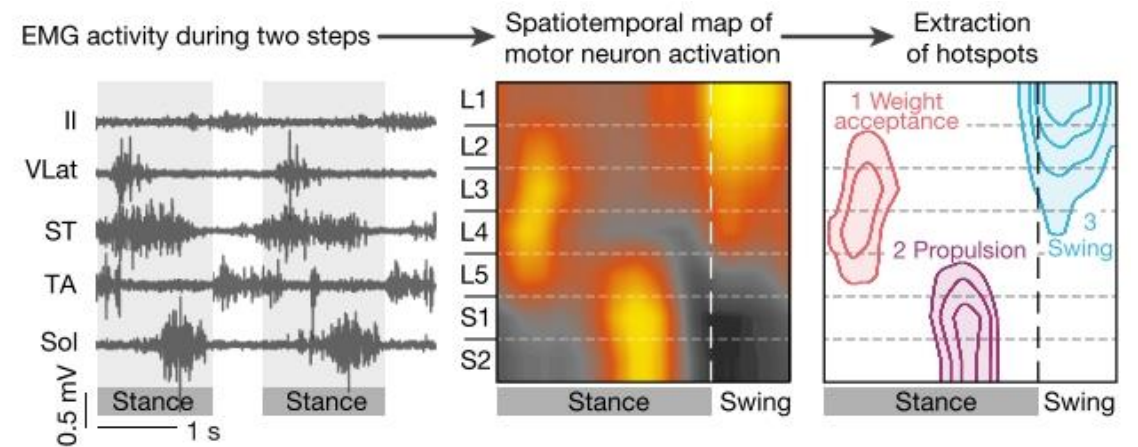 EMG activity during two steps
Spatiotemporal map of
motor neuron activation
Extraction
of hotspots
Il
VLat
ST
TA
Sol
0.5 mV
1 s
Stance
Stance
L1
L2
L3
L4
L5
S1
S2
Stance
Swing
1 Weight
acceptance
2 Propulsion
3
Swing
Stance
Swing